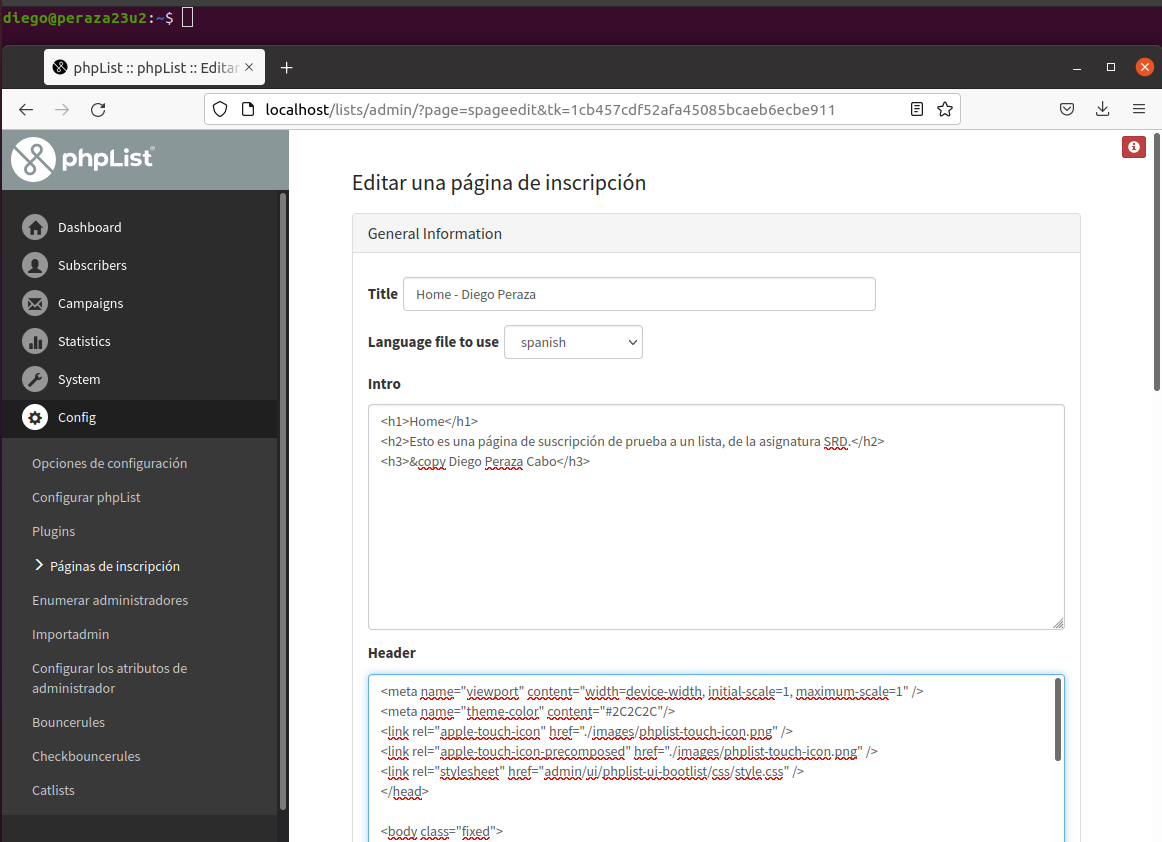 diego@peraza23u2:~$
phpList :: phpList :: Editar
localhost/lists/admin/?page=spageedit&tk=1cb457cdf52afa45085bcaeb6ecbe911
phpList®
Dashboard
Subscribers
Campaigns
Statistics
System
Config
Opciones de configuración
Configurar phpList
Plugins
Páginas de inscripción
Enumerar administradores
Importadmin
Configurar los atributos de
administrador
Bouncerules
Checkbouncerules
Catlists
Editar una página de inscripción
General Information
Title Home - Diego Peraza
Language file to use spanish
Intro
<h1>Home</h1>
<h2>Esto es una página de suscripción de prueba a un lista, de la asignatura SRD.</h2>
<h3>&copy Diego Peraza Cabo</h3>
Header
<meta name="viewport" content="width=device-width, initial-scale=1, maximum-scale=1" />
<meta name="theme-color" content="#2C2C2C"/>
<link rel="apple-touch-icon" href="./images/phplist-touch-icon.png" />
<link rel="apple-touch-icon-precomposed" href="./images/phplist-touch-icon.png" />
<link rel="stylesheet" href="admin/ui/phplist-ui-bootlist/css/style.css" />
</head>
<body class="fixed">